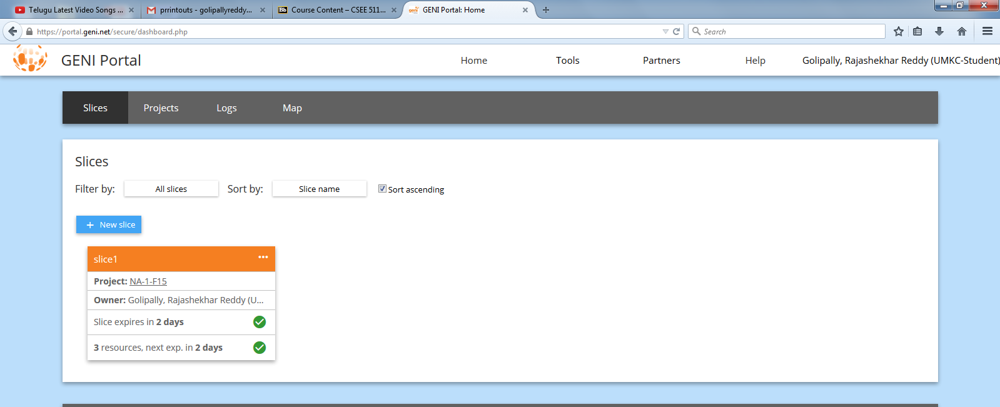 Telugu Latest Video Songs ...
prrintouts - golipallyreddy...
Bb Course Content – CSEE 511...
geni GENI Portal: Home
https://portal.geni.net/secure/dashboard.php
Search
GENI Portal
Home
Tools
Partners
Help
Golipally, Rajashekhar Reddy (UMKC-Student)
Slices
Projects
Logs
Map
Slices
Filter by: All slices Sort by: Slice name Sort ascending
+ New slice
slice1 ...
Project: NA-1-F15
Owner: Golipally, Rajashekhar Reddy (U...
Slice expires in 2 days
3 resources, next exp. in 2 days